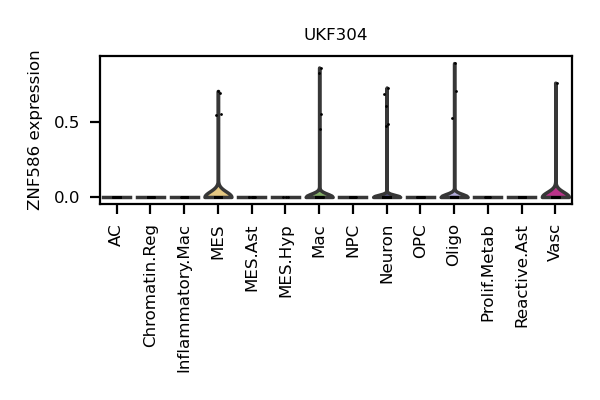 UKF304
ZNF586 expression
0.5
0.0
AC
Chromatin.Reg
Inflammatory.Mac
MES
MES.Ast
MES.Hyp
Mac
NPC
Neuron
OPC
Oligo
Prolif.Metab
Reactive.Ast
Vasc